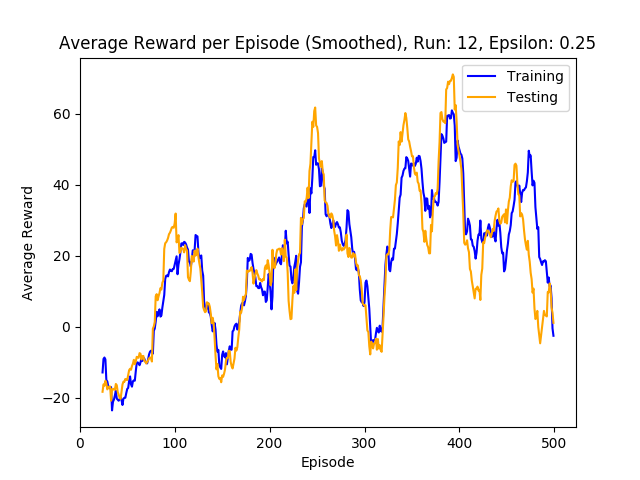 Average Reward per Episode (Smoothed), Run: 12, Epsilon: 0.25
Training
Testing
60
40
20
0
−20
Average Reward
0
100
200
300
400
500
Episode